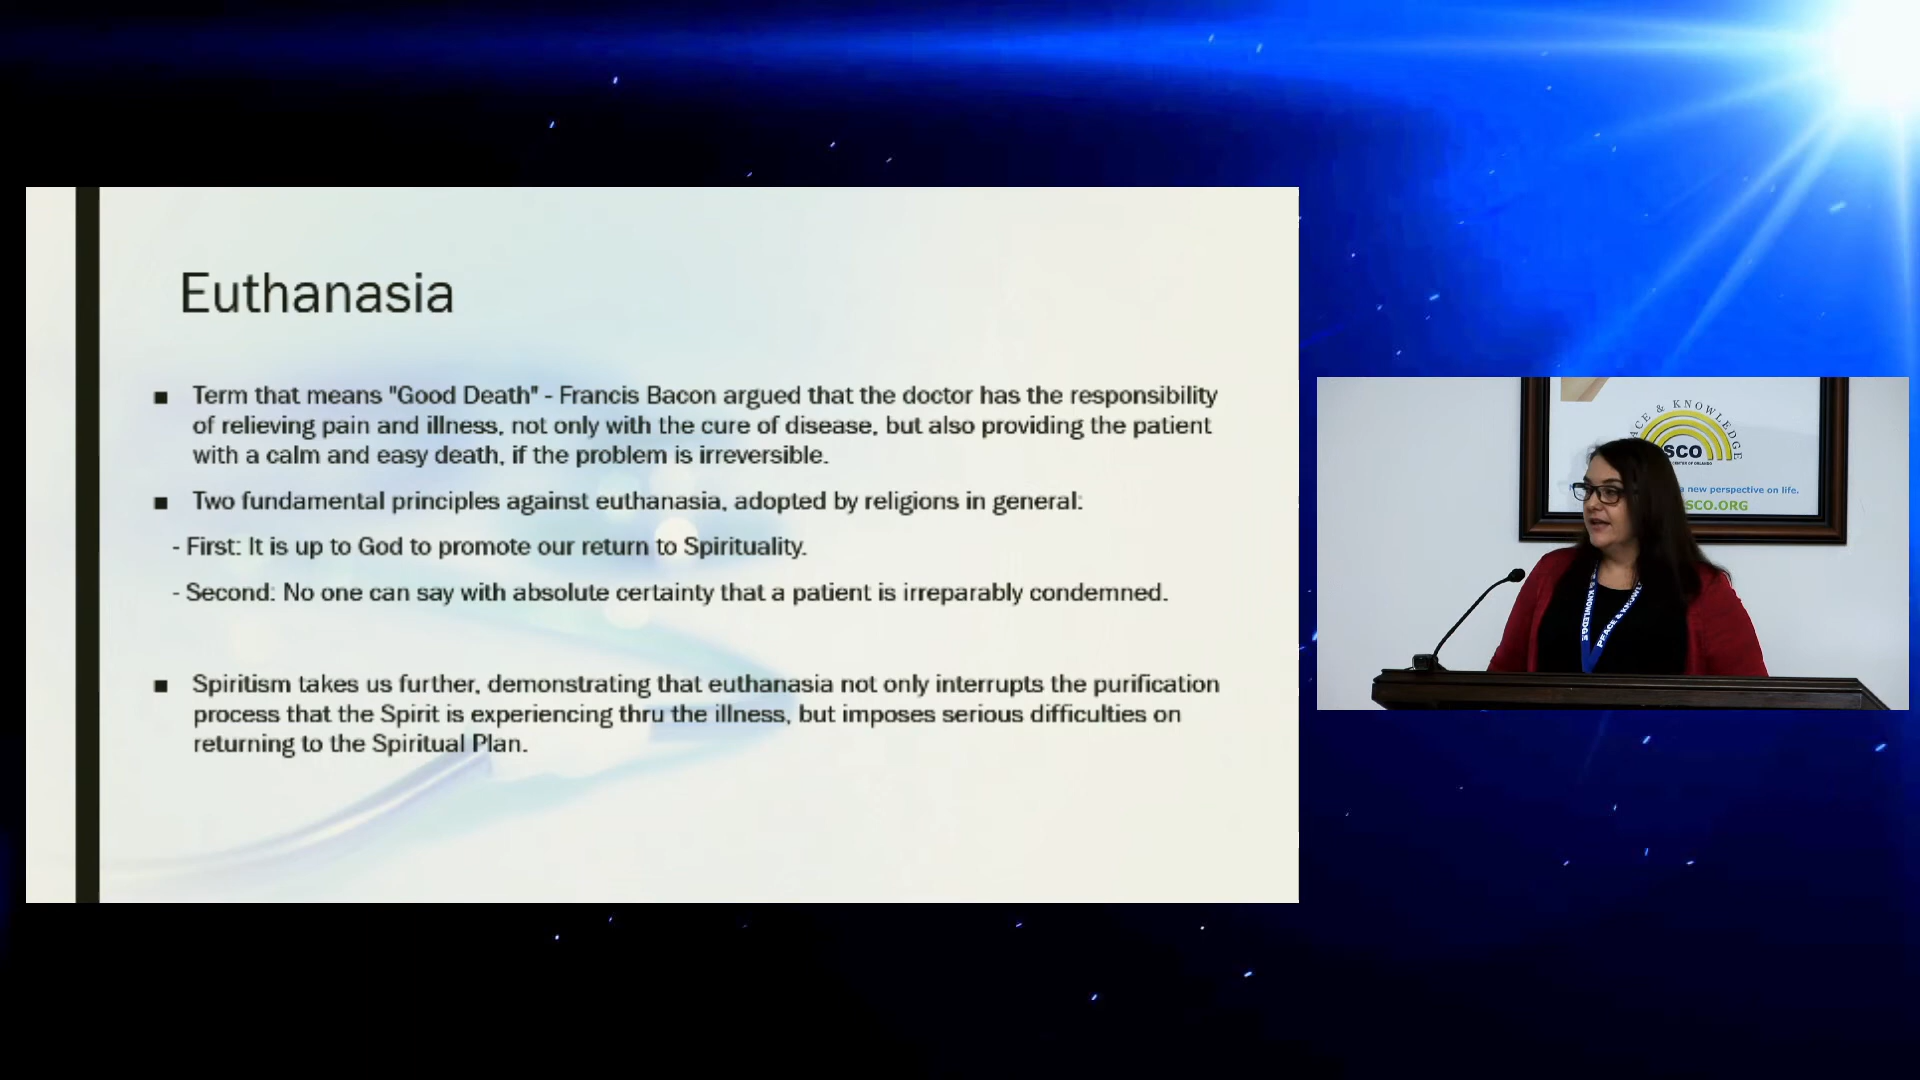 Euthanasia
■ Term that means "Good Death" - Francis Bacon argued that the doctor has the responsibility
of relieving pain and illness, not only with the cure of disease, but also providing the patient
with a calm and easy death, if the problem is irreversible.
■ Two fundamental principles against euthanasia, adopted by religions in general:
- First: It is up to God to promote our return to Spirituality.
- Second: No one can say with absolute certainty that a patient is irreparably condemned.
■ Spiritism takes us further, demonstrating that euthanasia not only interrupts the purification
process that the Spirit is experiencing thru the illness, but imposes serious difficulties on
returning to the Spiritual Plan.
& KNOWLEDGE
SCO
CENTER OF ORLANDO
a new perspective on life.
SCO.ORG
KNOWLEDGE
PEACE &